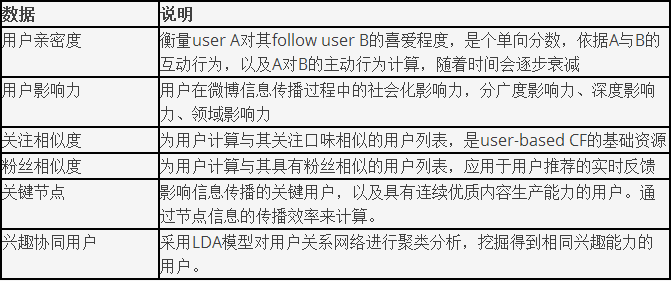 数据 说明
用户亲密度 衡量user A对其follow user B的喜爱程度，是个单向分数，依据A与B的
互动行为，以及A对B的主动行为计算，随着时间会逐步衰减
用户影响力 用户在微博信息传播过程中的社会化影响力，分广度影响力、深度影响
力、领域影响力
关注相似度 为用户计算与其关注口味相似的用户列表，是user-based CF的基础资源
粉丝相似度 为用户计算与其具有粉丝相似的用户列表，应用于用户推荐的实时反馈
关键节点 影响信息传播的关键用户，以及具有连续优质内容生产能力的用户。通
过节点信息的传播效率来计算。
兴趣协同用户 采用LDA模型对用户关系网络进行聚类分析，挖掘得到相同兴趣能力的
用户。